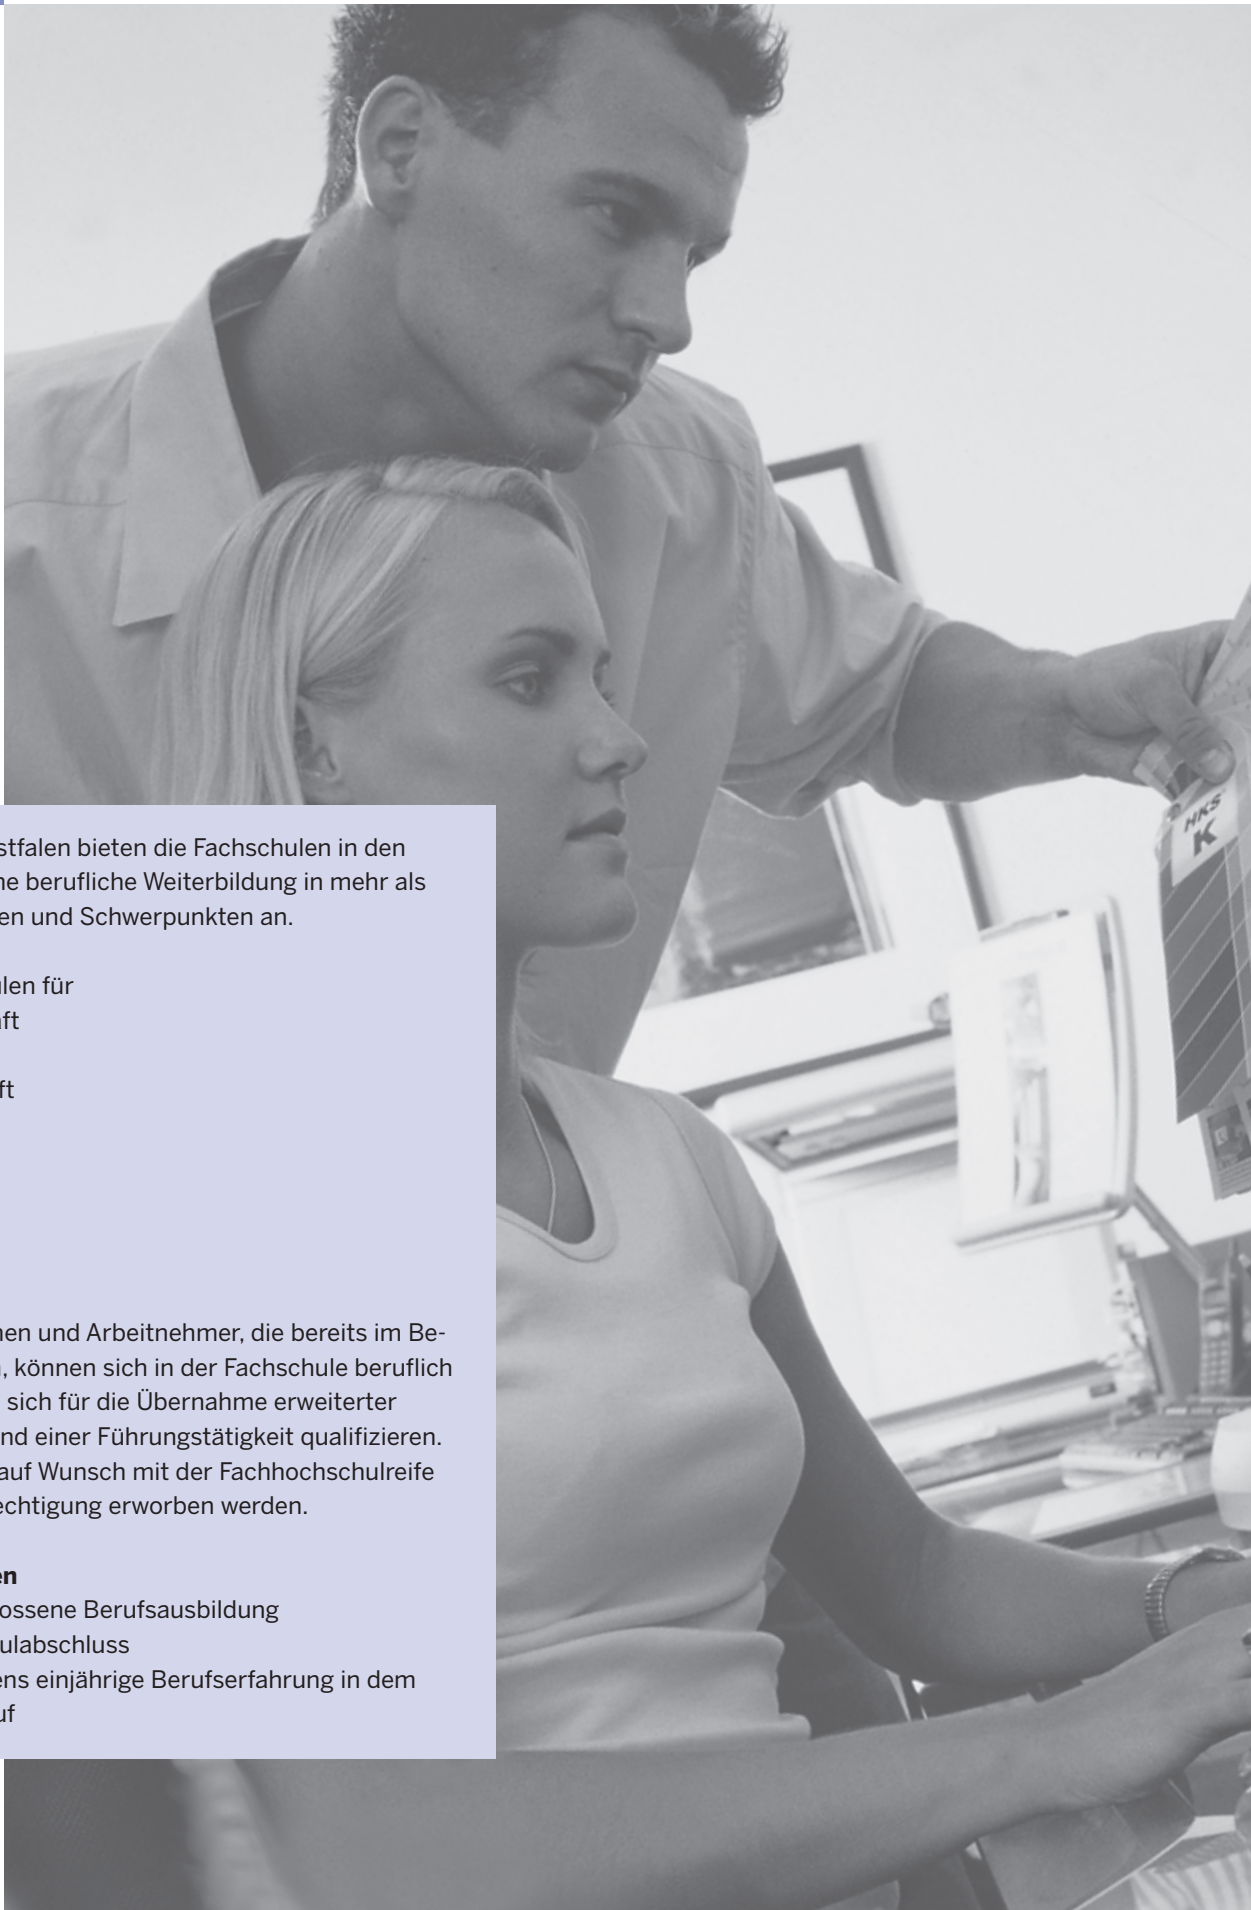 HKS
K
stfalen bieten die Fachschulen in den
ne berufliche Weiterbildung in mehr als
en und Schwerpunkten an.
ulen für
aft
ft
nen und Arbeitnehmer, die bereits im Be-
, können sich in der Fachschule beruflich
sich für die Übernahme erweiterter
nd einer Führungstätigkeit qualifizieren.
auf Wunsch mit der Fachhochschulreife
echtigung erworben werden.
en
ossene Berufsausbildung
ulabschluss
ens einjährige Berufserfahrung in dem
uf